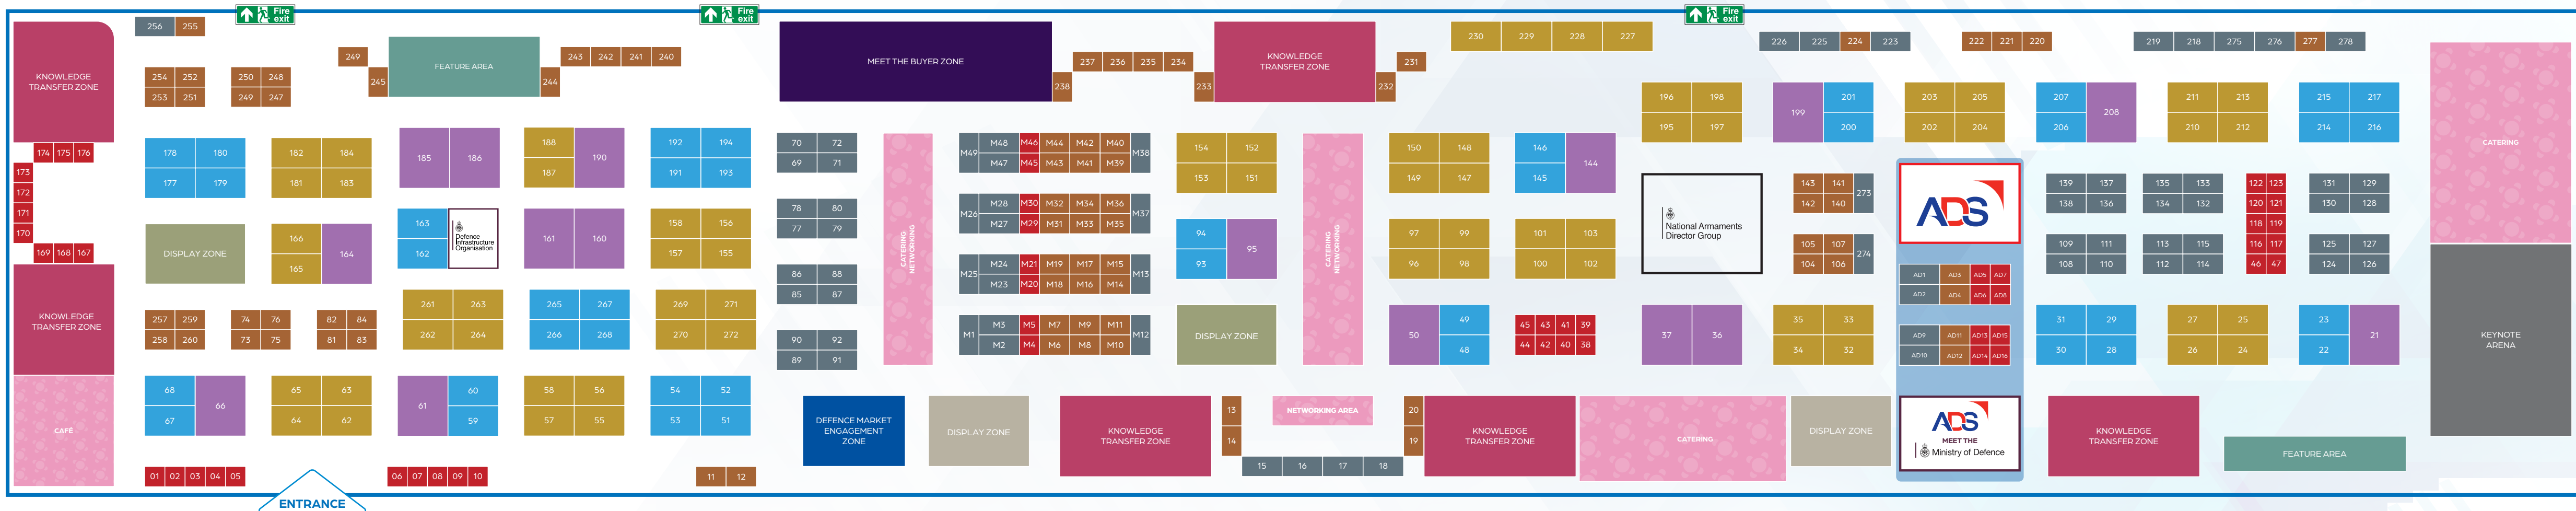 Fire
exit
Fire
exit
Fire
exit
256 255
KNOWLEDGE
TRANSFER ZONE
254 252
253 251
250 248
249 247
249
245
FEATURE AREA
244
243 242 241 240
MEET THE BUYER ZONE
238
237 236 235 234
233
KNOWLEDGE
TRANSFER ZONE
232
231
230 229 228 227
226 225 224 223
222 221 220
219 218 275 276 277 278
174 175 176
173
172
171
170
169 168 167
178 180
177 179
182 184
181 183
185 186
188
187
190
192 194
191 193
70 72
69 71
CATERING
NETWORKING
M49
M48 M46 M44 M42 M40
M47 M45 M43 M41 M39
M38
154 152
153 151
CATERING
NETWORKING
150 148
149 147
146
145
144
196 198
195 197
199
201
200
203 205
202 204
207
206
208
211 213
210 212
215 217
214 216
CATERING
DISPLAY ZONE
166
165
164
163
162
Defence
Infrastructure
Organisation
161 160
158 156
157 155
78 80
77 79
M26
M28 M30 M32 M34 M36
M27 M29 M31 M33 M35
M37
94
93
95
97 99
96 98
101 103
100 102
National Armaments
Director Group
143 141
142 140
273
105 107
104 106
274
ADS
139 137
138 136
135 133
134 132
122 123
120 121
118 119
116 117
46 47
131 129
130 128
109 111
108 110
113 115
112 114
125 127
124 126
86 88
85 87
M25
M24 M21 M19 M17 M15
M23 M20 M18 M16 M14
M13
AD1 AD3 AD5 AD7
AD2 AD4 AD6 AD8
KNOWLEDGE
TRANSFER ZONE
257 259
258 260
74 76
73 75
82 84
81 83
261 263
262 264
265 267
266 268
269 271
270 272
90 92
89 91
M1
M3 M5 M7 M9 M11
M2 M4 M6 M8 M10
M12
DISPLAY ZONE
50
49
48
45 43 41 39
44 42 40 38
37 36
35 33
34 32
AD9 AD11 AD13 AD15
AD10 AD12 AD14 AD16
31 29
30 28
27 25
26 24
23
22
21
KEYNOTE
ARENA
CAFÉ
68
67
66
65 63
64 62
61
60
59
58 56
57 55
54 52
53 51
DEFENCE MARKET
ENGAGEMENT
ZONE
DISPLAY ZONE
KNOWLEDGE
TRANSFER ZONE
13
14
NETWORKING AREA
15 16 17 18
20
19
KNOWLEDGE
TRANSFER ZONE
CATERING
DISPLAY ZONE
ADS
MEET THE
Ministry of Defence
KNOWLEDGE
TRANSFER ZONE
FEATURE AREA
01 02 03 04 05
06 07 08 09 10
11 12
ENTRANCE